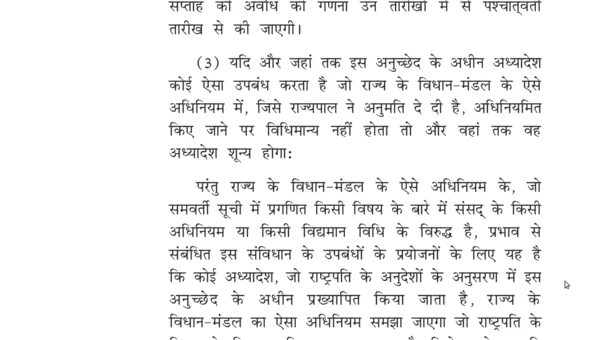 सप्ताह की अवधि की गणना उन तारीखों में से पश्चात्‌वर्ती
तारीख से की जाएगी।
(3) यदि और जहां तक इस अनुच्छेद के अधीन अध्यादेश
कोई ऐसा उपबंध करता है जो राज्य के विधान-मंडल के ऐसे
अधिनियम में, जिसे राज्यपाल ने अनुमति दे दी है, अधिनियमित
किए जाने पर विधिमान्य नहीं होता तो और वहां तक वह
अध्यादेश शून्य होगा:
परंतु राज्य के विधान-मंडल के ऐसे अधिनियम के, जो
समवर्ती सूची में प्रगणित किसी विषय के बारे में संसद् के किसी
अधिनियम या किसी विद्यमान विधि के विरुद्ध है, प्रभाव से
संबंधित इस संविधान के उपबंधों के प्रयोजनों के लिए यह है
कि कोई अध्यादेश, जो राष्ट्रपति के अनुदेशों के अनुसरण में इस
अनुच्छेद के अधीन प्रख्यापित किया जाता है, राज्य के
विधान-मंडल का ऐसा अधिनियम समझा जाएगा जो राष्ट्रपति के